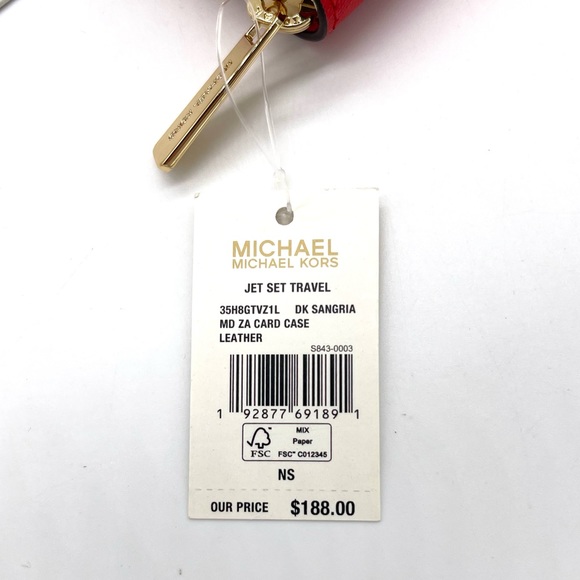 MICHAEL
MICHAEL KORS
JET SET TRAVEL
35H8GTVZ1L DK SANGRIA
MD ZA CARD CASE
LEATHER
S843-0003
1 92877 69189 1
FSC
MIX
Paper
FSC™ C012345
NS
OUR PRICE $188.00